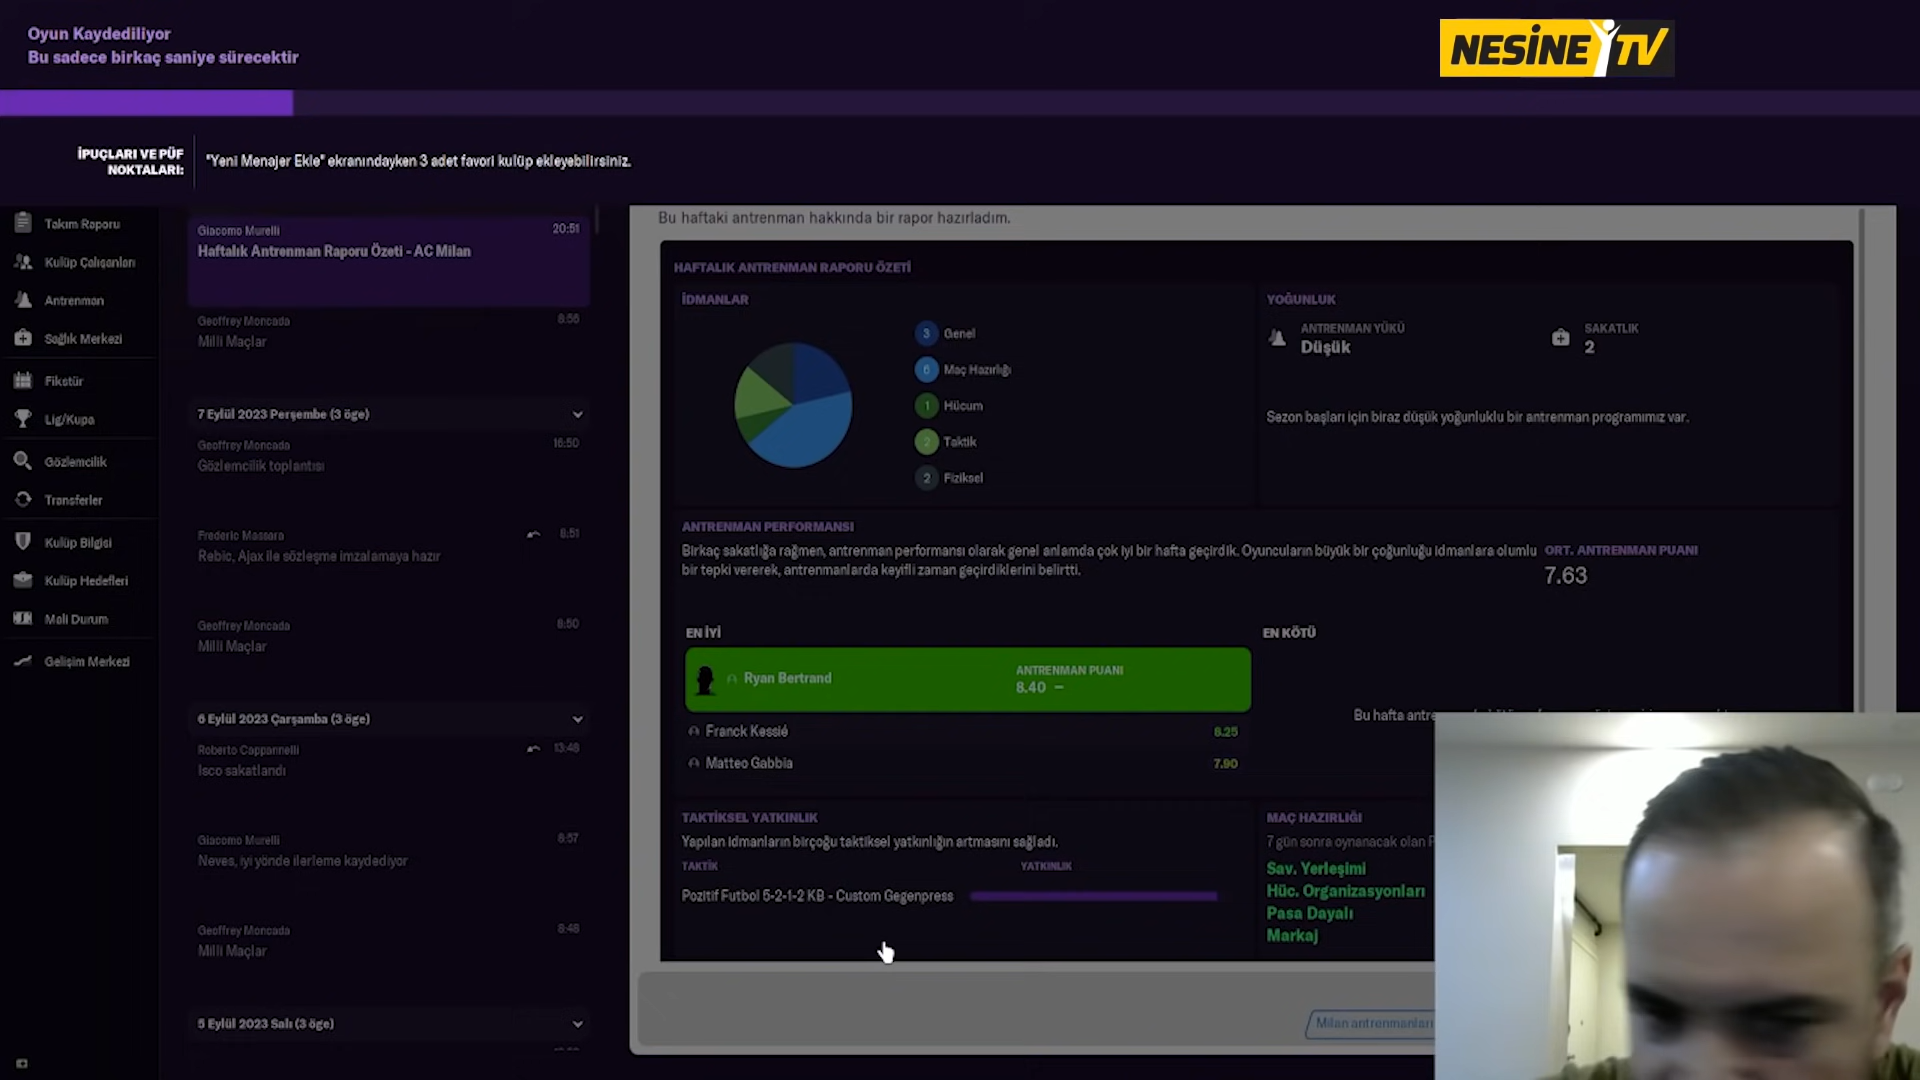 Oyun Kaydediliyor
Bu sadece birkaç saniye sürecektir
NESİNE TV
İPUÇLARI VE PÜF
NOKTALARI:
"Yeni Menajer Ekle" ekranındayken 3 adet favori kulüp ekleyebilirsiniz.
Takım Raporu
Kulüp Çalışanları
Antrenman
Sağlık Merkezi
Fikstür
Lig/Kupa
Gözlemcilik
Transferler
Kulüp Bilgisi
Kulüp Hedefleri
Mali Durum
Gelişim Merkezi
Giacomo Murelli 20:51
Haftalık Antrenman Raporu Özeti - AC Milan
Geoffrey Moncada 8:56
Milli Maçlar
7 Eylül 2023 Perşembe (3 öge)
Geoffrey Moncada 16:50
Gözlemcilik toplantısı
Frederic Massara 8:51
Rebic, Ajax ile sözleşme imzalamaya hazır
Geoffrey Moncada 8:50
Milli Maçlar
6 Eylül 2023 Çarşamba (3 öge)
Roberto Cappannelli 13:48
Isco sakatlandı
Giacomo Murelli 8:57
Neves, iyi yönde ilerleme kaydediyor
Geoffrey Moncada 8:48
Milli Maçlar
5 Eylül 2023 Salı (3 öge)
Bu haftaki antrenman hakkında bir rapor hazırladım.
HAFTALIK ANTRENMAN RAPORU ÖZETİ
İDMANLAR
3 Genel
6 Maç Hazırlığı
1 Hücum
2 Taktik
2 Fiziksel
YOĞUNLUK
ANTRENMAN YÜKÜ
Düşük
SAKATLIK
2
Sezon başları için biraz düşük yoğunluklu bir antrenman programımız var.
ANTRENMAN PERFORMANSI
Birkaç sakatlığa rağmen, antrenman performansı olarak genel anlamda çok iyi bir hafta geçirdik. Oyuncuların büyük bir çoğunluğu idmanlara olumlu
bir tepki vererek, antrenmanlarda keyifli zaman geçirdiklerini belirtti.
ORT. ANTRENMAN PUANI
7.63
EN İYİ
Ryan Bertrand
ANTRENMAN PUANI
8.40 –
Franck Kessié 8.25
Matteo Gabbia 7.90
EN KÖTÜ
Bu hafta
TAKTİKSEL YATKINLIK
Yapılan idmanların birçoğu taktiksel yatkınlığın artmasını sağladı.
TAKTİK YATKINLIK
Pozitif Futbol 5-2-1-2 KB - Custom Gegenpress
MAÇ HAZIRLIĞI
7 gün sonra oynanacak olan
Sav. Yerleşimi
Hüc. Organizasyonları
Pasa Dayalı
Markaj
Milan antrenmanları